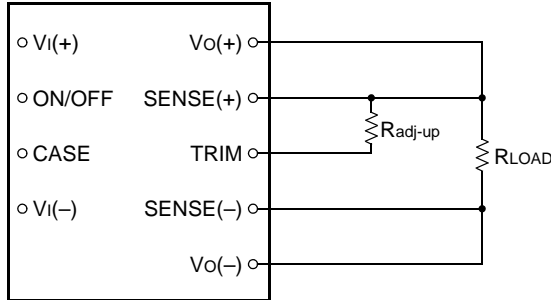 VI(+) VO(+)
ON/OFF SENSE(+)
Radj-up
CASE TRIM
RLOAD
VI(–) SENSE(–)
VO(–)